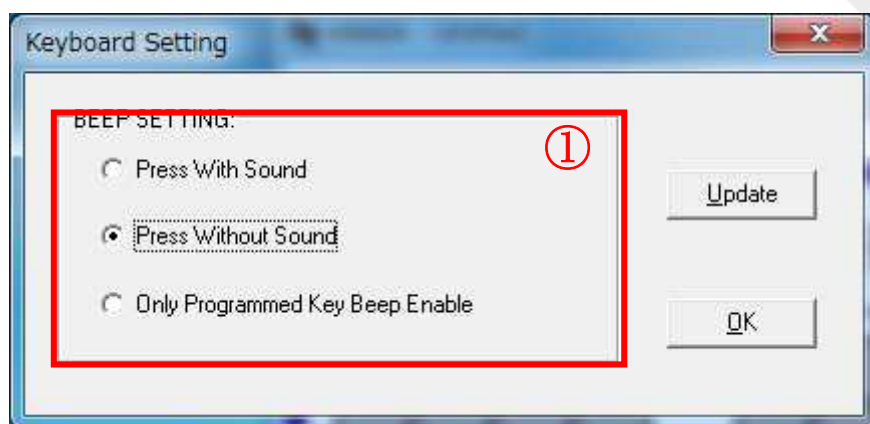 Keyboard Setting
BEEP SETTING:
①
Press With Sound
Update
Press Without Sound
Only Programmed Key Beep Enable
OK